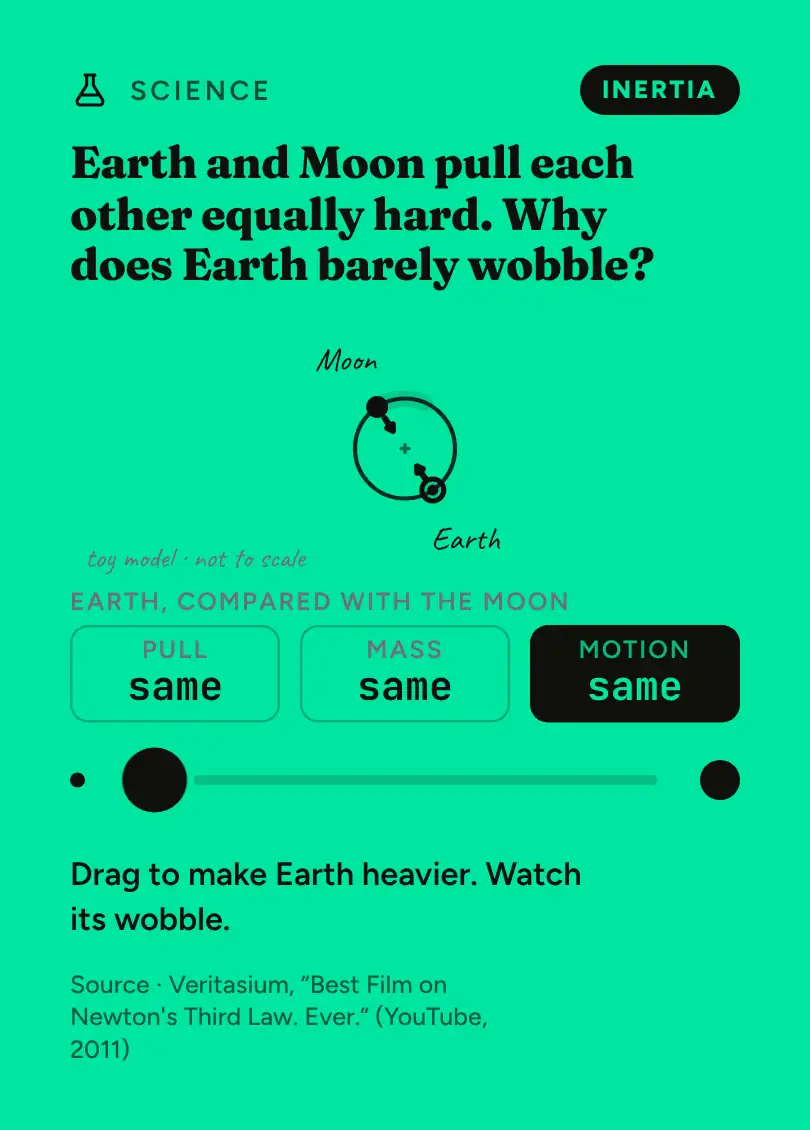 SCIENCE
INERTIA
Earth and Moon pull each
other equally hard. Why
does Earth barely wobble?
Moon
Earth
toy model · not to scale
EARTH, COMPARED WITH THE MOON
PULL
same
MASS
same
MOTION
same
Drag to make Earth heavier. Watch
its wobble.
Source · Veritasium, “Best Film on
Newton's Third Law. Ever.” (YouTube,
2011)